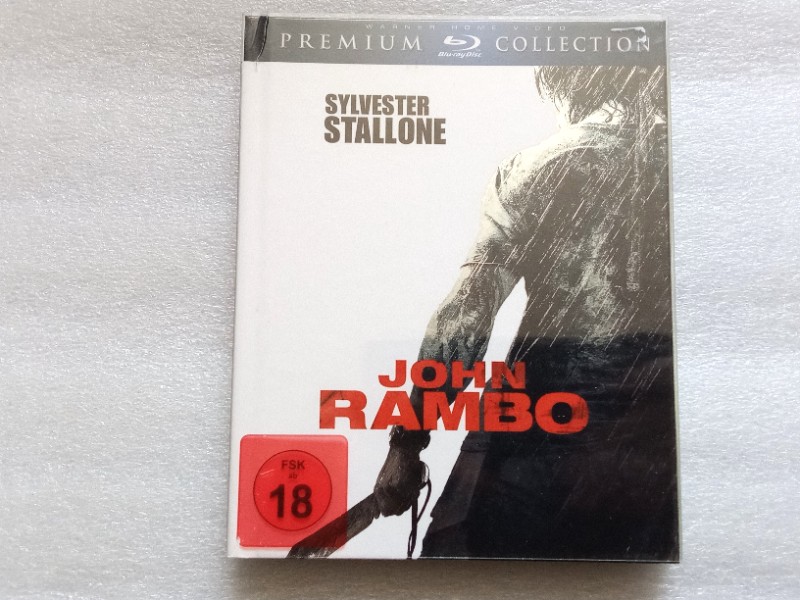 WARNER HOME VIDEO
PREMIUM Blu-ray Disc COLLECTION
SYLVESTER
STALLONE
JOHN
RAMBO
FSK
ab
18